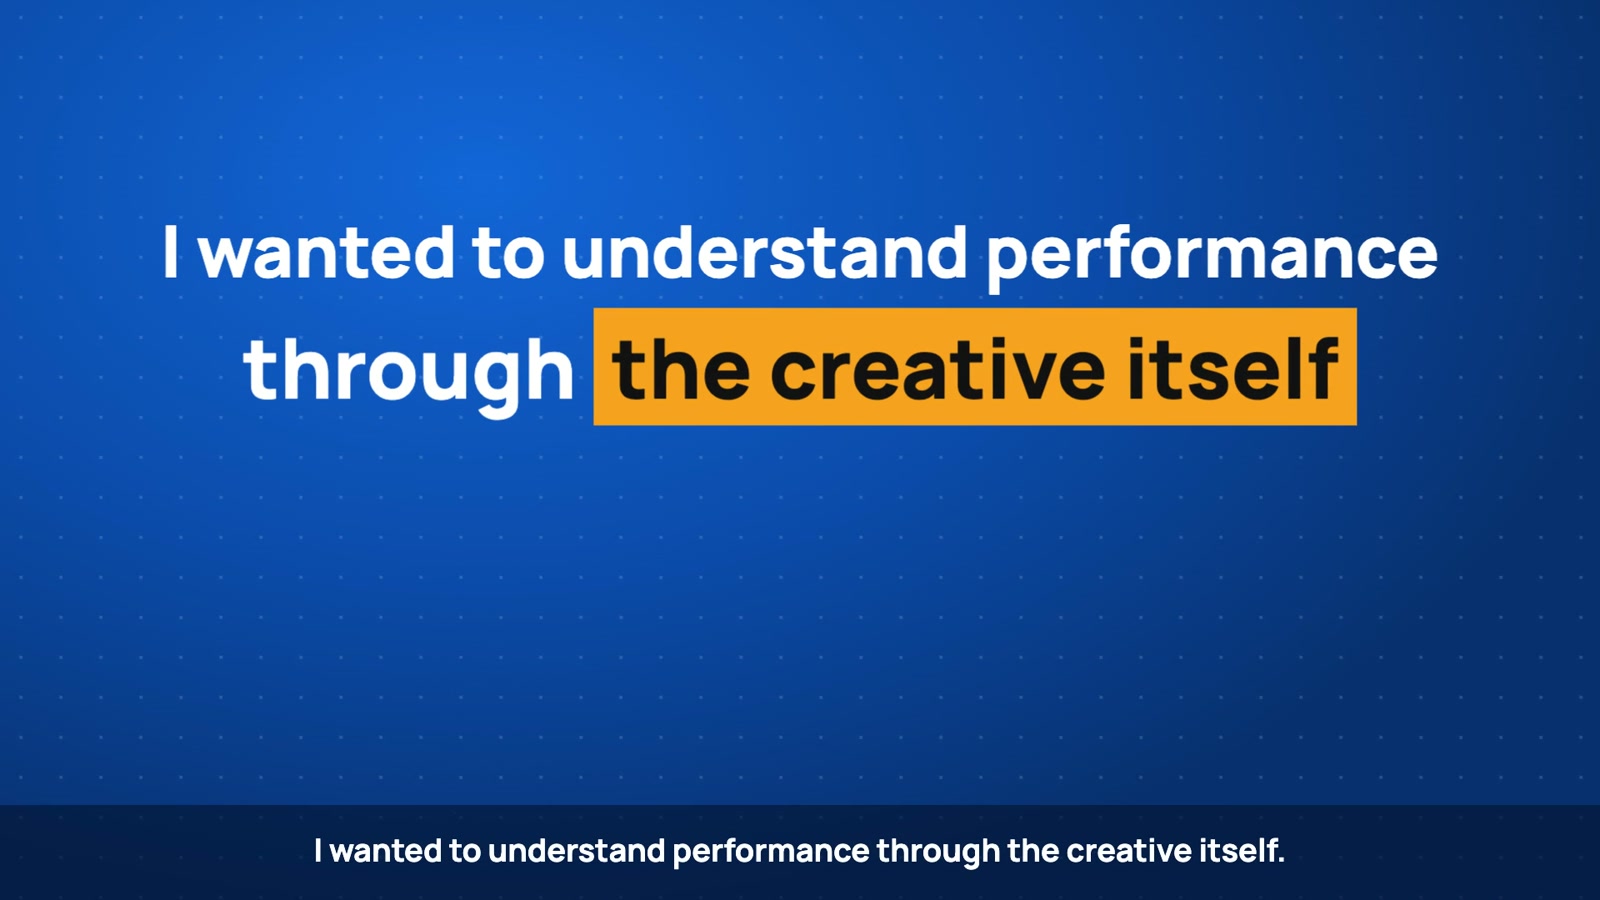 I wanted to understand performance
through the creative itself
I wanted to understand performance through the creative itself.